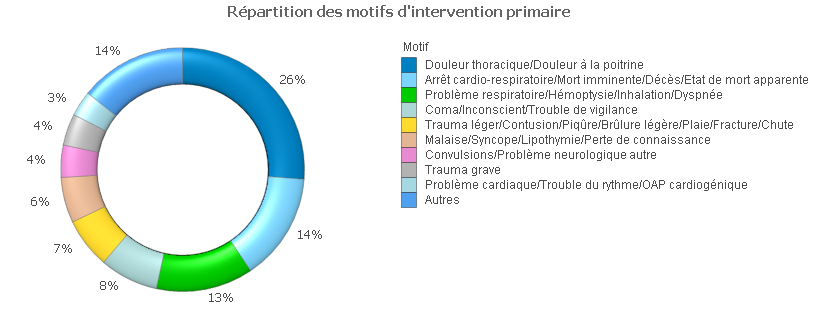 Répartition des motifs d'intervention primaire
Motif
Douleur thoracique/Douleur à la poitrine
Arrêt cardio-respiratoire/Mort imminente/Décès/Etat de mort apparente
Problème respiratoire/Hémoptysie/Inhalation/Dyspnée
Coma/Inconscient/Trouble de vigilance
Trauma léger/Contusion/Piqûre/Brûlure légère/Plaie/Fracture/Chute
Malaise/Syncope/Lipothymie/Perte de connaissance
Convulsions/Problème neurologique autre
Trauma grave
Problème cardiaque/Trouble du rythme/OAP cardiogénique
Autres
26%
14%
13%
8%
7%
6%
4%
4%
3%
14%